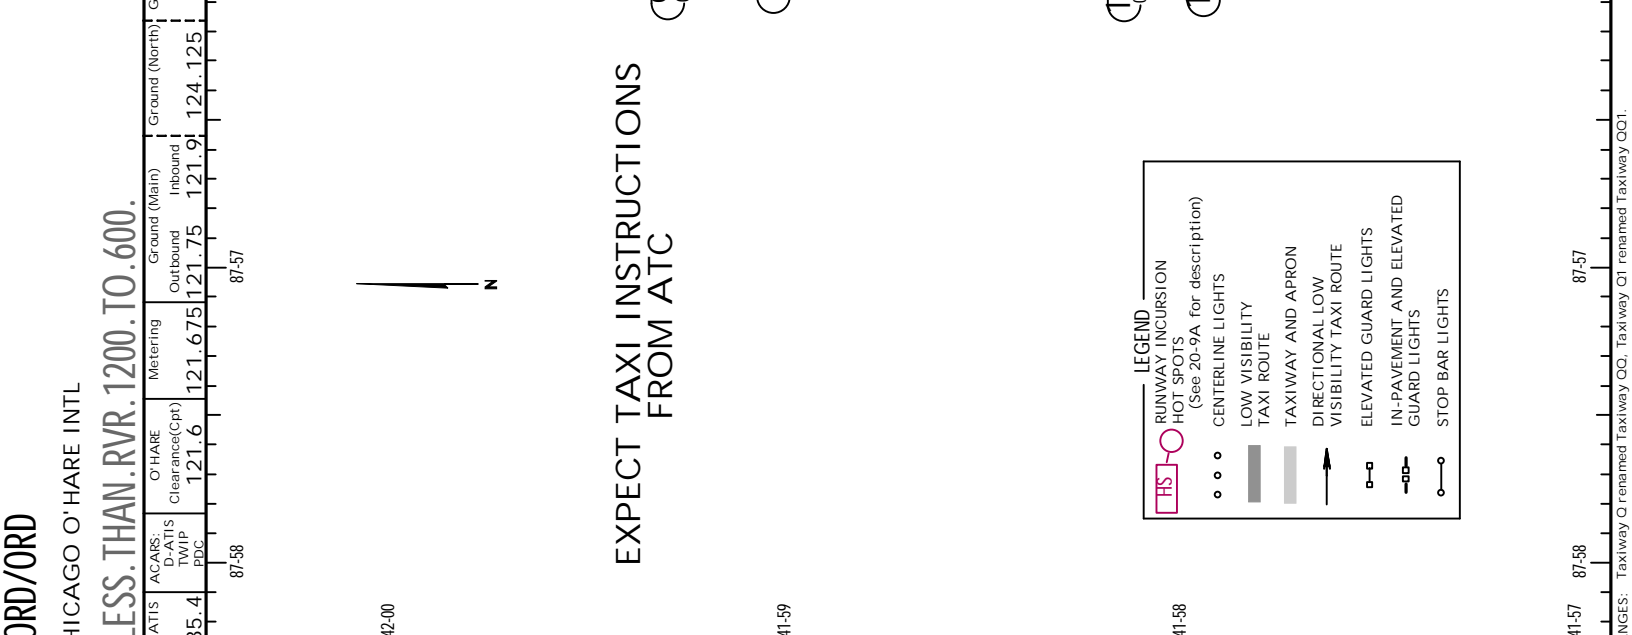 ORD/ORD
HICAGO O'HARE INTL
LESS.THAN.RVR.1200.TO.600.
ATIS
35.4
ACARS:
D-ATIS
TWIP
PDC
O'HARE
Clearance(Cpt)
121.6
Metering
121.675
Ground (Main)
Outbound Inbound
121.75 121.9
Ground (North)
124.125
G
87-58
87-57
N
42-00
EXPECT TAXI INSTRUCTIONS
FROM ATC
41-59
LEGEND
HS RUNWAY INCURSION
HOT SPOTS
(See 20-9A for description)
CENTERLINE LIGHTS
LOW VISIBILITY
TAXI ROUTE
TAXIWAY AND APRON
DIRECTIONAL LOW
VISIBILITY TAXI ROUTE
ELEVATED GUARD LIGHTS
IN-PAVEMENT AND ELEVATED
GUARD LIGHTS
STOP BAR LIGHTS
41-58
87-58
87-57
41-57
NGES: Taxiway Q renamed Taxiway QQ, Taxiway Q1 renamed Taxiway QQ1.